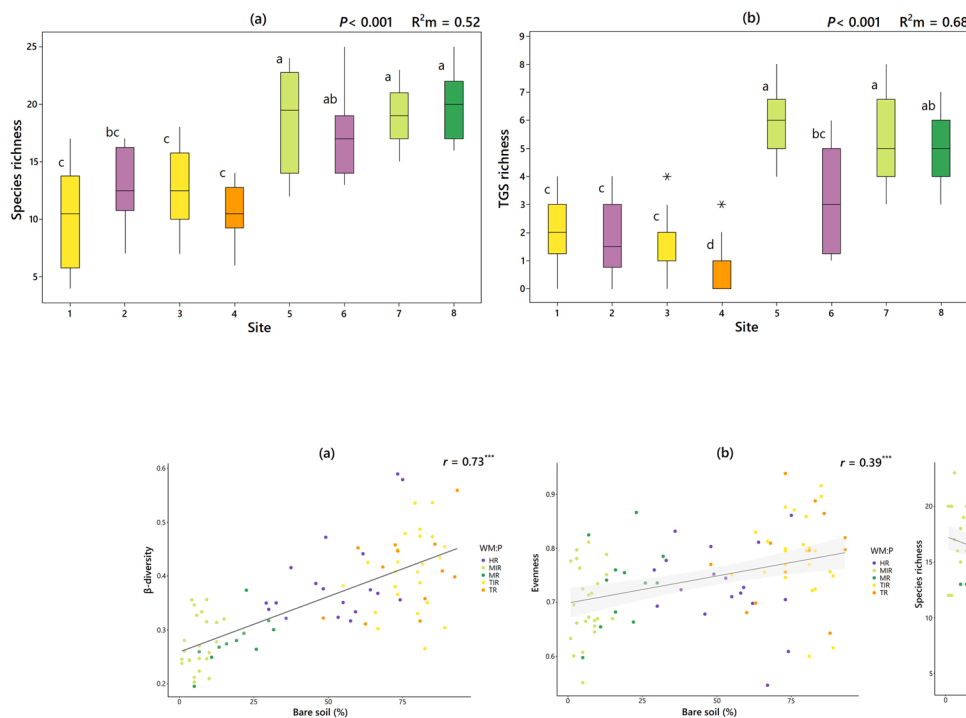 (a)
P< 0.001 R²m = 0.52
Species richness
25
20
15
10
5
c
bc
c
c
a
ab
a
a
1 2 3 4 5 6 7 8
Site
(b)
P< 0.001 R²m = 0.68
TGS richness
9
8
7
6
5
4
3
2
1
0
c
c
c
d
a
bc
a
ab
1 2 3 4 5 6 7 8
Site
(a)
r = 0.73***
β-diversity
0.6
0.5
0.4
0.3
0.2
WM:P
HR
MIR
MR
TIR
TR
0 25 50 75
Bare soil (%)
(b)
r = 0.39***
Evenness
0.9
0.8
0.7
0.6
WM:P
HR
MIR
MR
TIR
TR
0 25 50 75
Bare soil (%)
Species richness
20
15
10
5